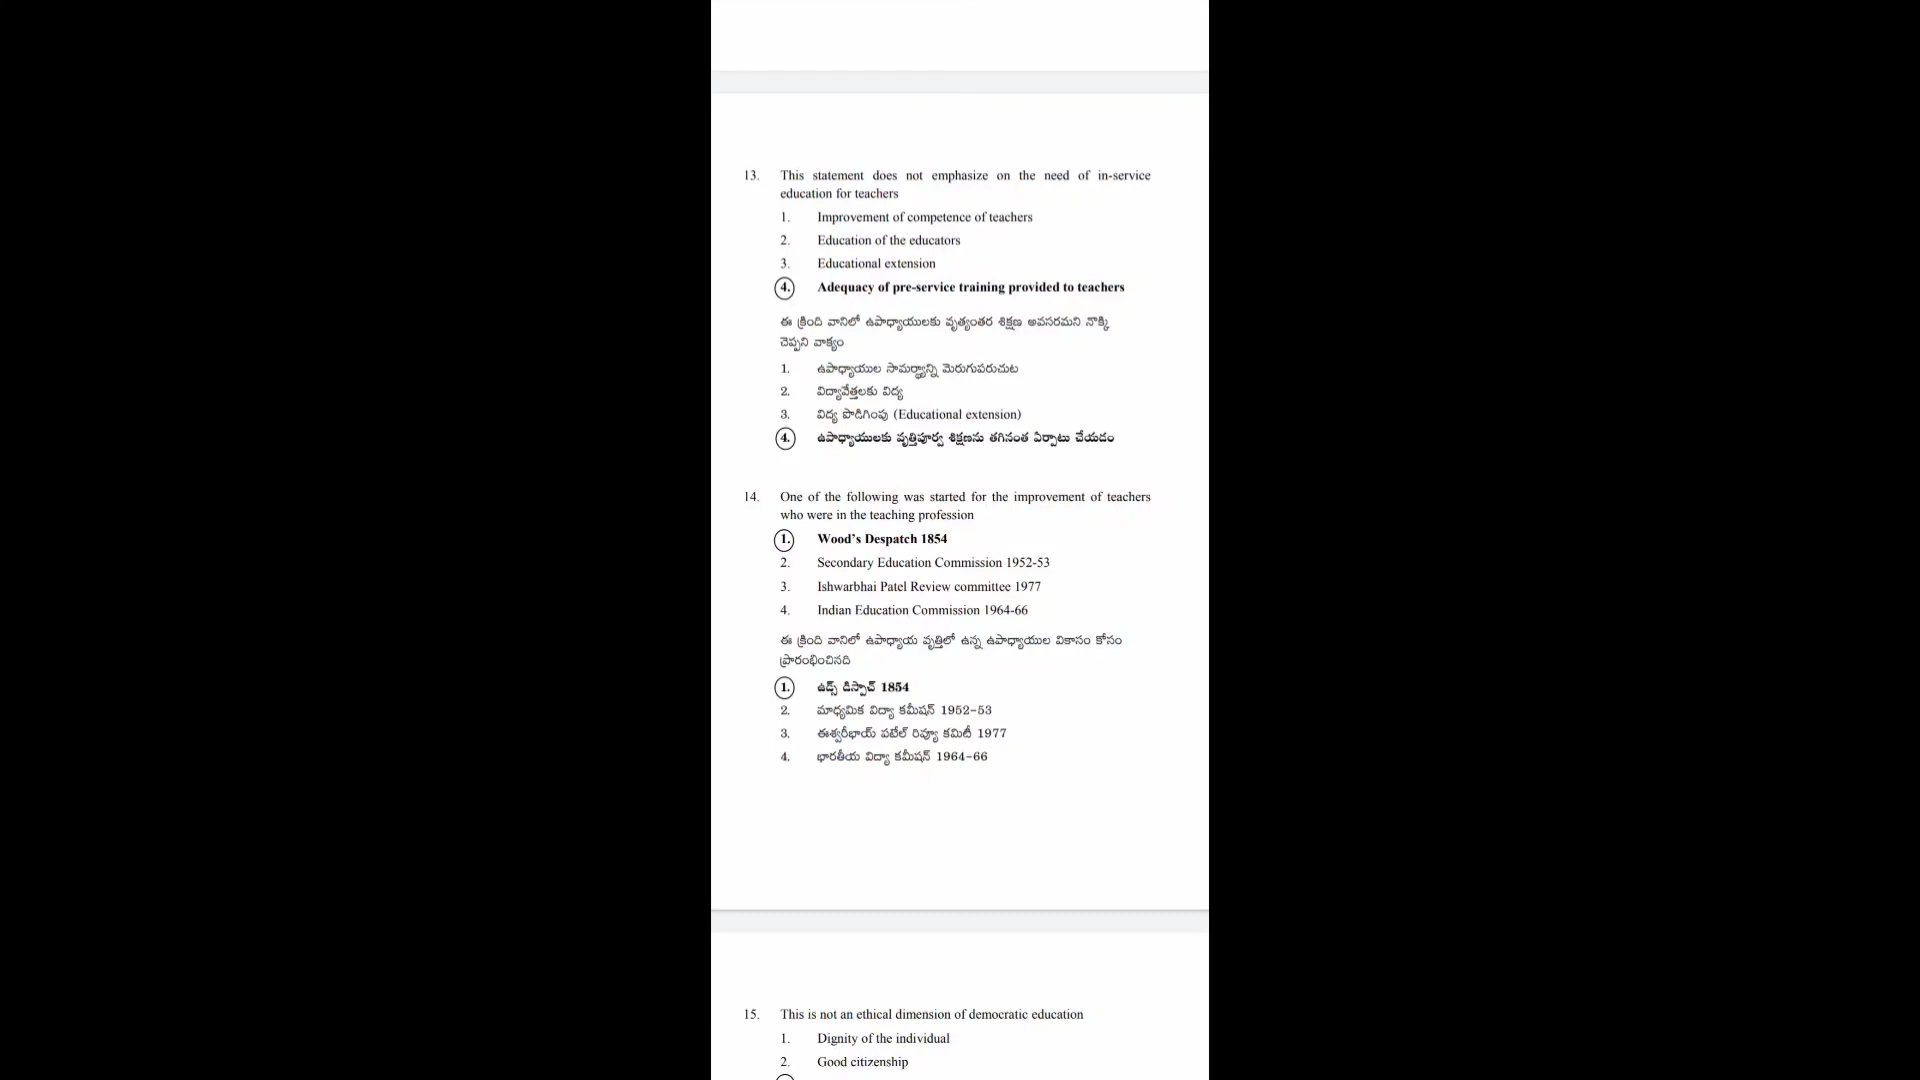 13. This statement does not emphasize on the need of in-service
education for teachers
1. Improvement of competence of teachers
2. Education of the educators
3. Educational extension
4. Adequacy of pre-service training provided to teachers
ఈ క్రింది వానిలో ఉపాధ్యాయులకు వృత్యంతర శిక్షణ అవసరమని నొక్కి
చెప్పని వాక్యం
1. ఉపాధ్యాయుల సామర్థ్యాన్ని మెరుగుపరుచుట
2. విద్యావేత్తలకు విద్య
3. విద్య పొడిగింపు (Educational extension)
4. ఉపాధ్యాయులకు వృత్తిపూర్వ శిక్షణను తగినంత ఏర్పాటు చేయడం
14. One of the following was started for the improvement of teachers
who were in the teaching profession
1. Wood's Despatch 1854
2. Secondary Education Commission 1952-53
3. Ishwarbhai Patel Review committee 1977
4. Indian Education Commission 1964-66
ఈ క్రింది వానిలో ఉపాధ్యాయ వృత్తిలో ఉన్న ఉపాధ్యాయుల వికాసం కోసం
ప్రారంభించినది
1. ఉడ్స్ డిస్పాచ్ 1854
2. మాధ్యమిక విద్యా కమీషన్ 1952-53
3. ఈశ్వరీభాయ్ పటేల్ రివ్యూ కమిటీ 1977
4. భారతీయ విద్యా కమీషన్ 1964-66
15. This is not an ethical dimension of democratic education
1. Dignity of the individual
2. Good citizenship